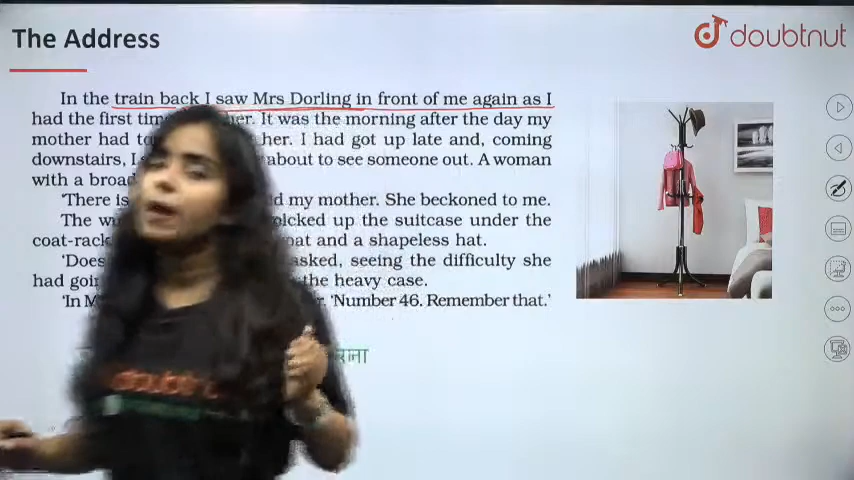 The Address
doubtnut
In the train back I saw Mrs Dorling in front of me again as I
had the first time her. It was the morning after the day my
mother had her. I had got up late and, coming
downstairs, I about to see someone out. A woman
with a broad
'There is my mother. She beckoned to me.
The picked up the suitcase under the
coat-rack and a shapeless hat.
'Does asked, seeing the difficulty she
had the heavy case.
'In 'Number 46. Remember that.'
doubtnut